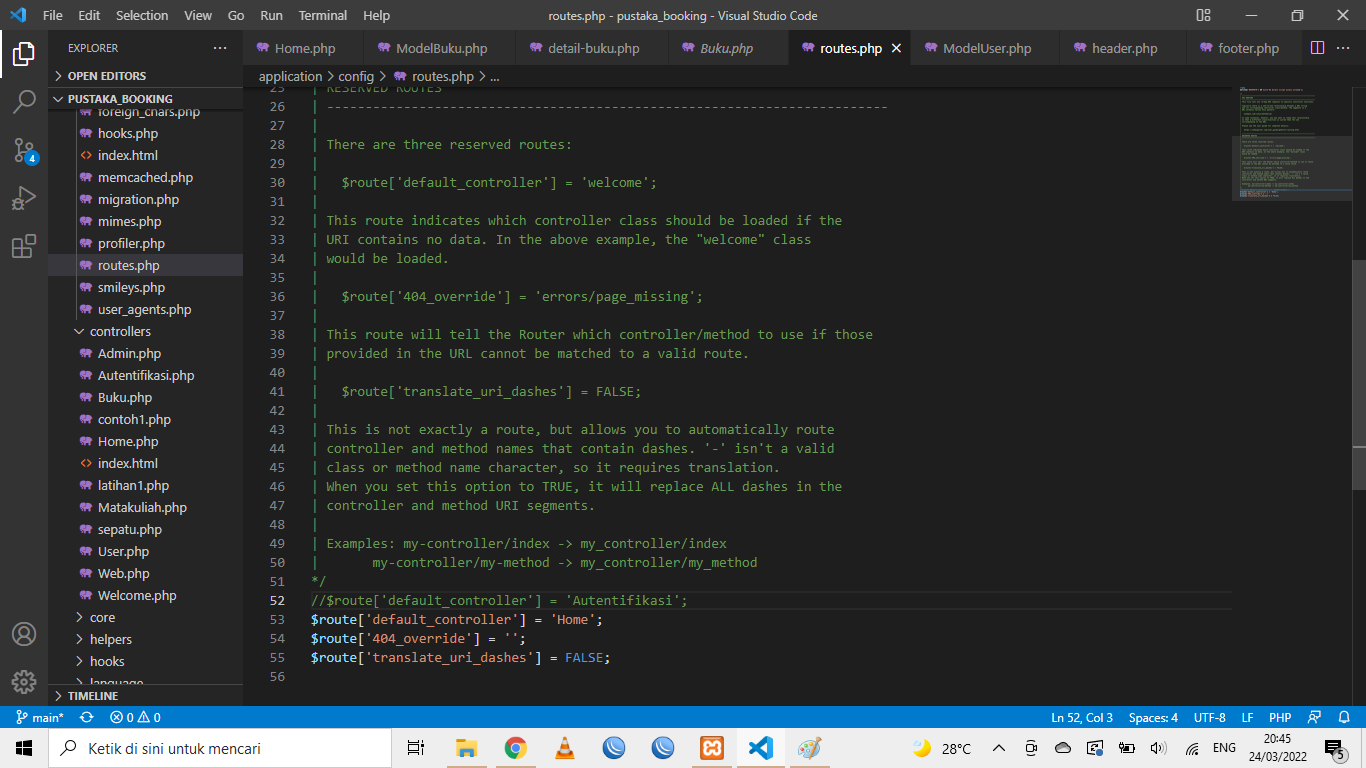 File Edit Selection View Go Run Terminal Help
routes.php - pustaka_booking - Visual Studio Code
EXPLORER
OPEN EDITORS
PUSTAKA_BOOKING
foreign_chars.php
hooks.php
index.html
memcached.php
migration.php
mimes.php
profiler.php
routes.php
smileys.php
user_agents.php
controllers
Admin.php
Autentifikasi.php
Buku.php
contoh1.php
Home.php
index.html
latihan1.php
Matakuliah.php
sepatu.php
User.php
Web.php
Welcome.php
core
helpers
hooks
language
TIMELINE
4
Home.php ModelBuku.php detail-buku.php Buku.php routes.php ModelUser.php header.php footer.php
application > config > routes.php > ...
25 | RESERVED ROUTES
26 | -------------------------------------------------------------------------
27 |
28 | There are three reserved routes:
29 |
30 |   $route['default_controller'] = 'welcome';
31 |
32 | This route indicates which controller class should be loaded if the
33 | URI contains no data. In the above example, the "welcome" class
34 | would be loaded.
35 |
36 |   $route['404_override'] = 'errors/page_missing';
37 |
38 | This route will tell the Router which controller/method to use if those
39 | provided in the URL cannot be matched to a valid route.
40 |
41 |   $route['translate_uri_dashes'] = FALSE;
42 |
43 | This is not exactly a route, but allows you to automatically route
44 | controller and method names that contain dashes. '-' isn't a valid
45 | class or method name character, so it requires translation.
46 | When you set this option to TRUE, it will replace ALL dashes in the
47 | controller and method URI segments.
48 |
49 | Examples: my-controller/index -> my_controller/index
50 |       my-controller/my-method -> my_controller/my_method
51 */
52 //$route['default_controller'] = 'Autentifikasi';
53 $route['default_controller'] = 'Home';
54 $route['404_override'] = '';
55 $route['translate_uri_dashes'] = FALSE;
56
main* 0 0 Ln 52, Col 3 Spaces: 4 UTF-8 LF PHP
Ketik di sini untuk mencari
28°C
ENG
20:45
24/03/2022
5